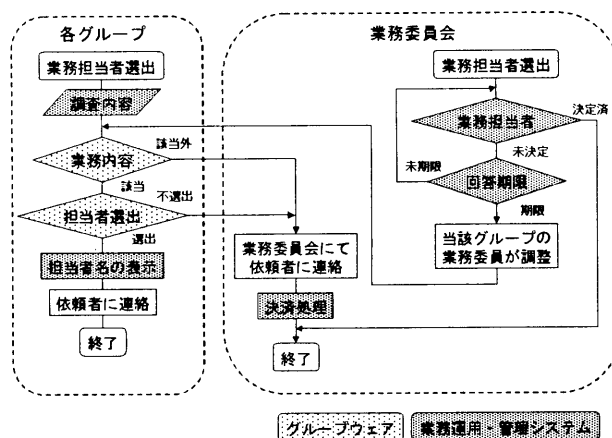 各グループ
業務担当者選出
調査内容
業務内容
該当外
該当
不選出
担当者選出
選出
担当者名の表示
依頼者に連絡
終了
業務委員会
業務担当者選出
決定済
業務担当者
未決定
未期限
回答期限
期限
当該グループの
業務委員が調整
業務委員会にて
依頼者に連絡
決済処理
終了
グループウェア
業務運用・管理システム